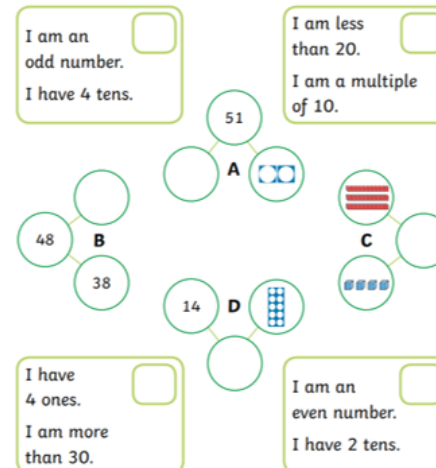 I am an
odd number.
I have 4 tens.
I am less
than 20.
I am a multiple
of 10.
51
A
48
B
38
C
14
D
I have
4 ones.
I am more
than 30.
I am an
even number.
I have 2 tens.